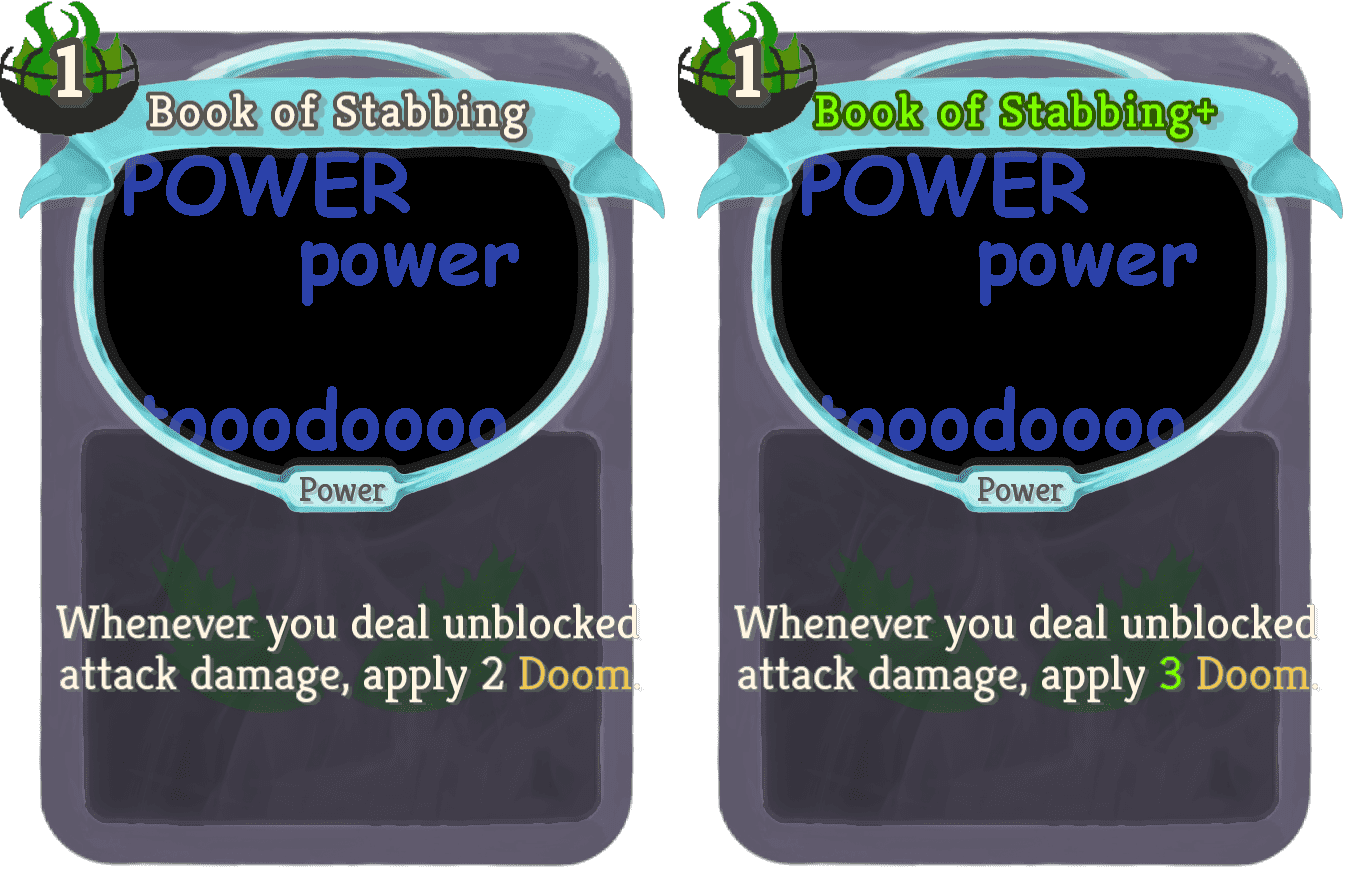 1
Book of Stabbing
POWER
power
tooodoooo
Power
Whenever you deal unblocked
attack damage, apply 2 Doom.
1
Book of Stabbing+
POWER
power
tooodoooo
Power
Whenever you deal unblocked
attack damage, apply 3 Doom.